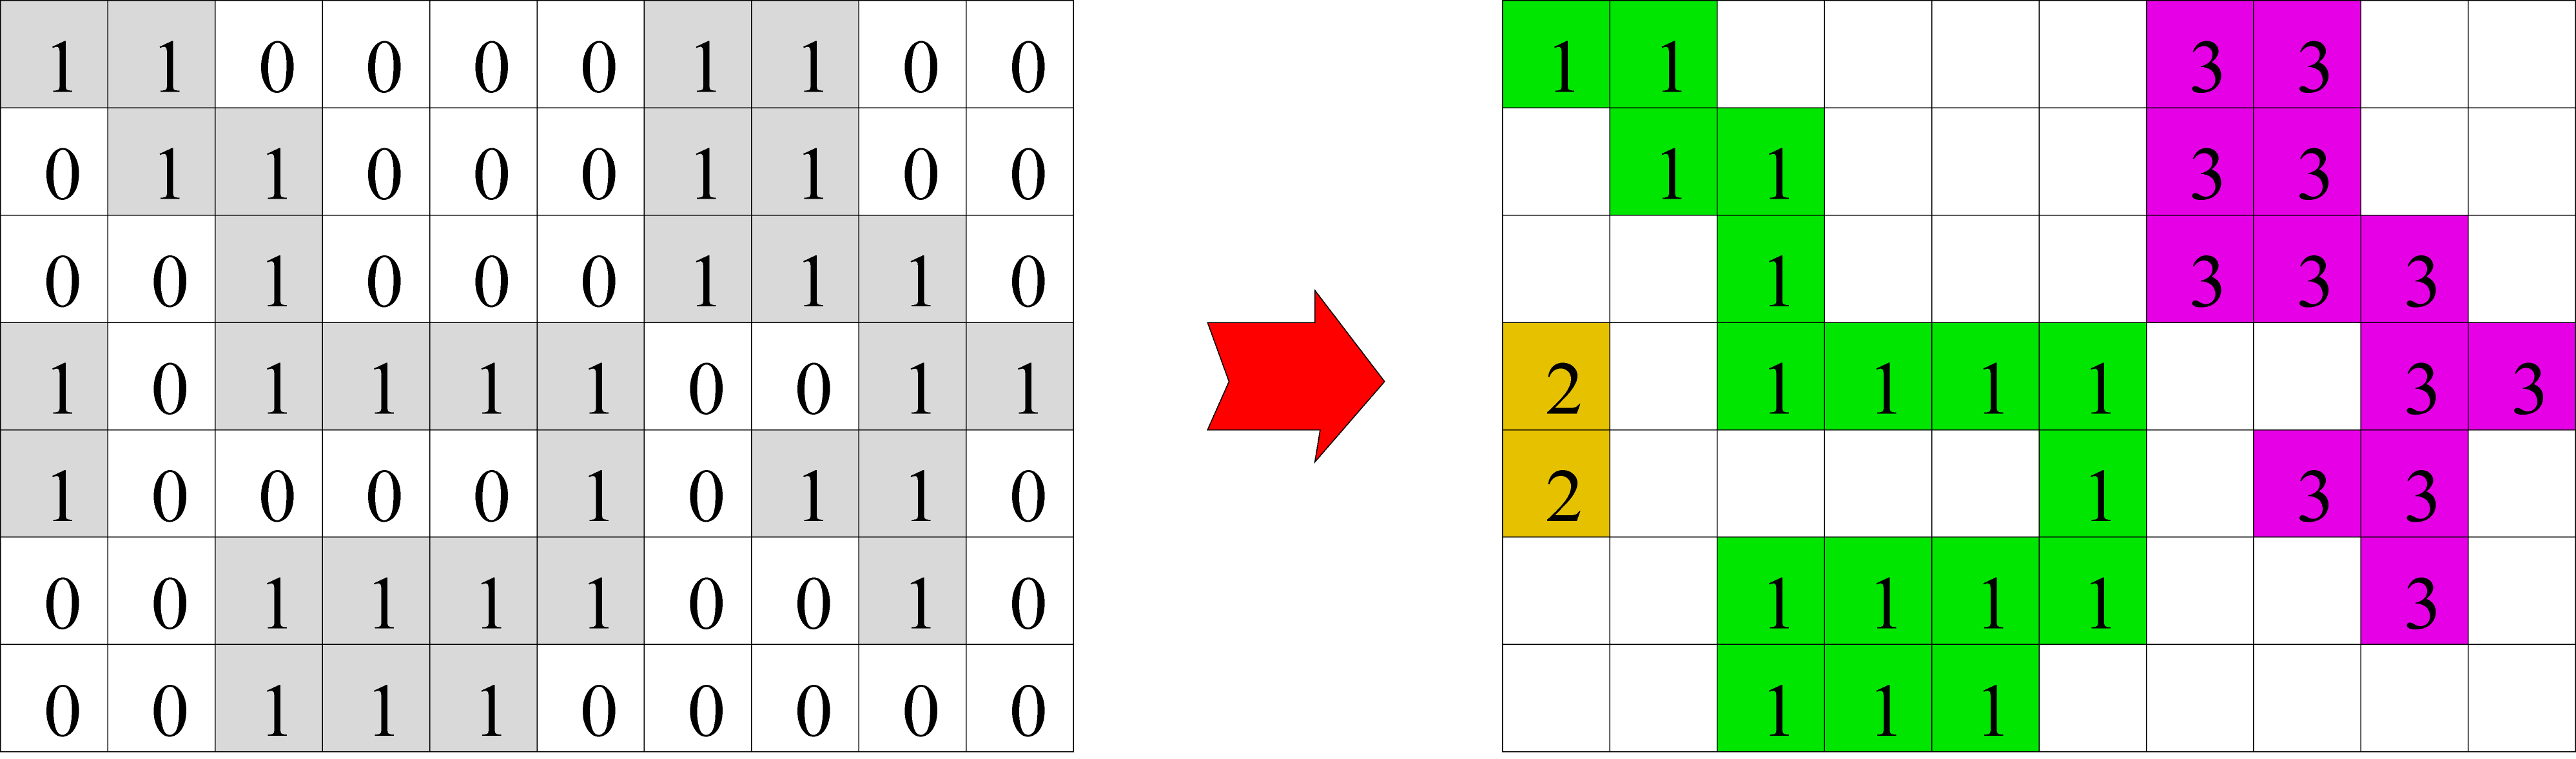 1 1 0 0 0 0 1 1 0 0 1 1 3 3
0 1 1 0 0 0 1 1 0 0 1 1 3 3
0 0 1 0 0 0 1 1 1 0 1 3 3 3
1 0 1 1 1 1 0 0 1 1 2 1 1 1 1 3 3
1 0 0 0 0 1 0 1 1 0 2 1 3 3
0 0 1 1 1 1 0 0 1 0 1 1 1 1 3
0 0 1 1 1 0 0 0 0 0 1 1 1